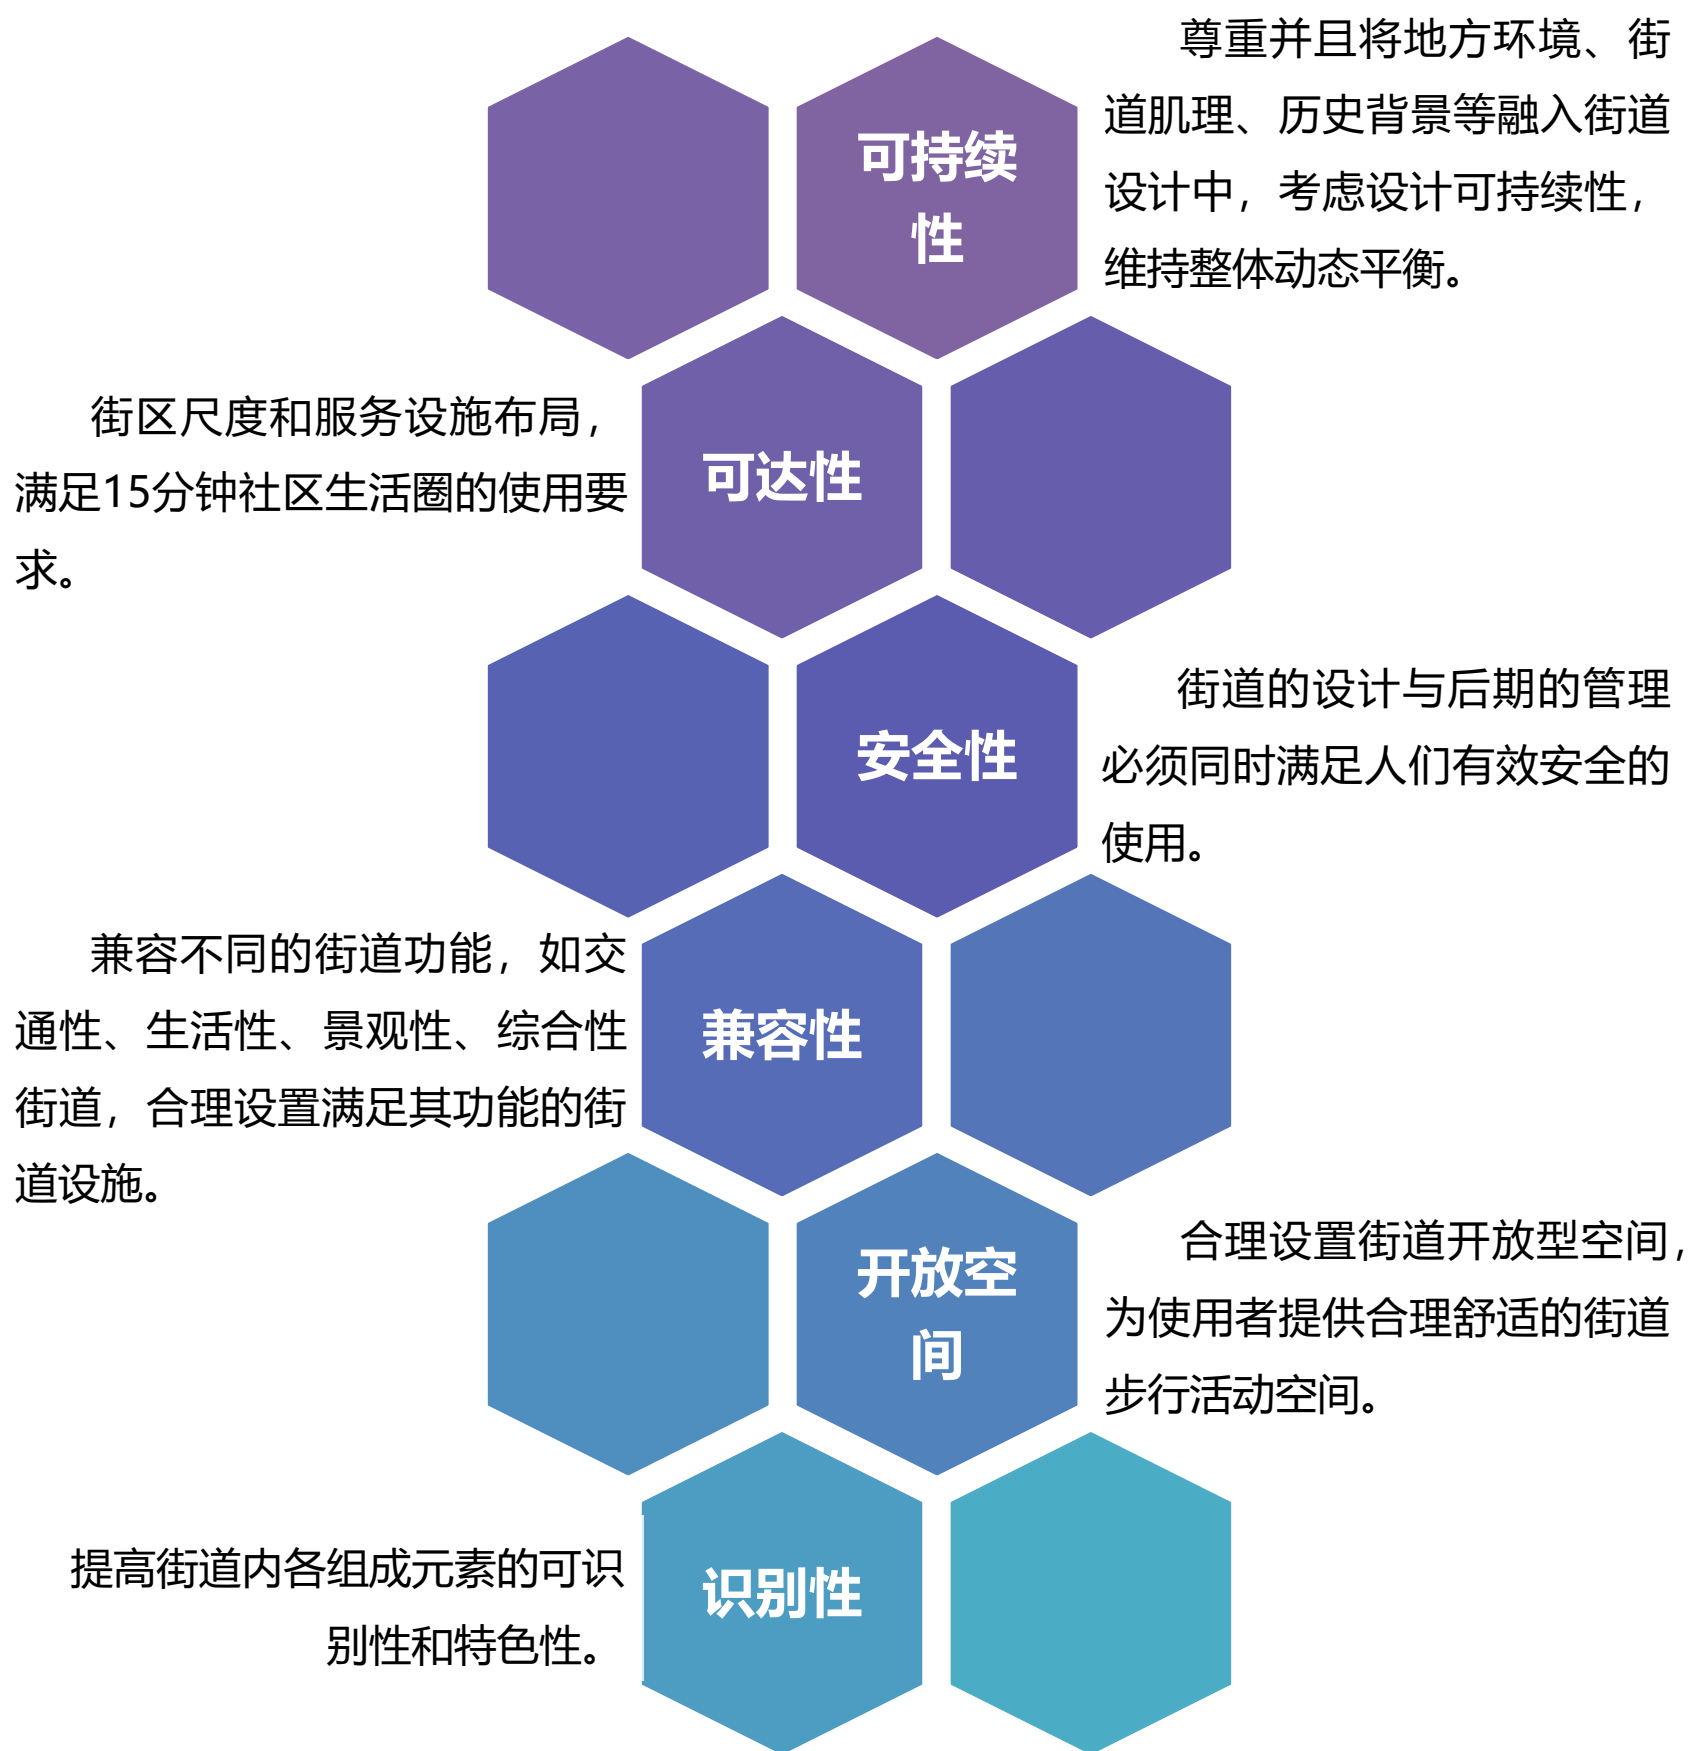 尊重并且将地方环境、街
道肌理、历史背景等融入街道
设计中，考虑设计可持续性，
维持整体动态平衡。
可持续
性
街区尺度和服务设施布局，
满足15分钟社区生活圈的使用要
求。
可达性
街道的设计与后期的管理
必须同时满足人们有效安全的
使用。
安全性
兼容不同的街道功能，如交
通性、生活性、景观性、综合性
街道，合理设置满足其功能的街
道设施。
兼容性
合理设置街道开放型空间，
为使用者提供合理舒适的街道
步行活动空间。
开放空
间
提高街道内各组成元素的可识
别性和特色性。
识别性